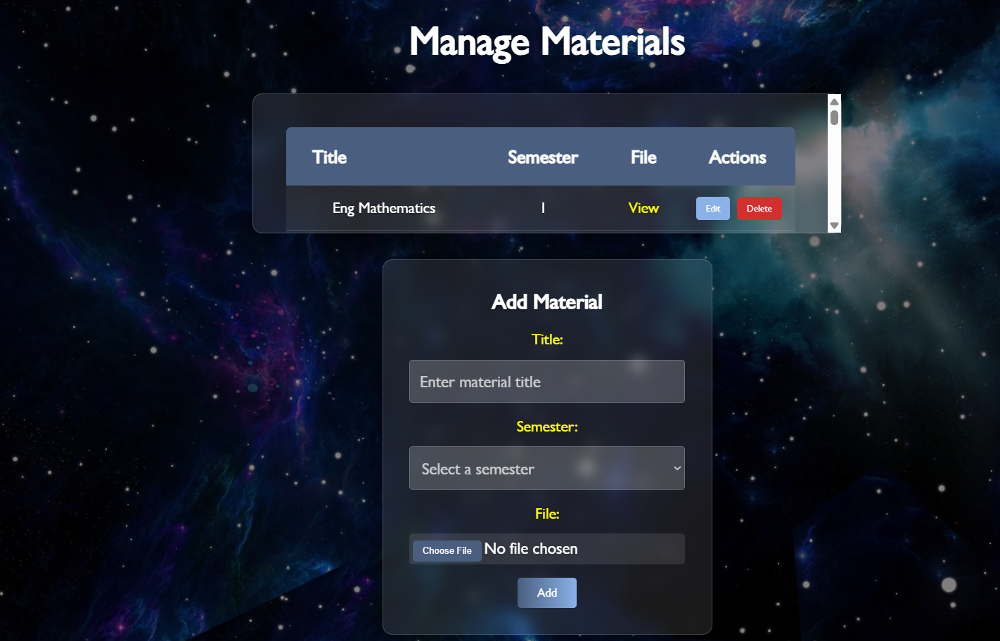 Manage Materials
Title Semester File Actions
Eng Mathematics 1 View Edit Delete
Add Material
Title:
Enter material title
Semester:
Select a semester
File:
Choose File No file chosen
Add